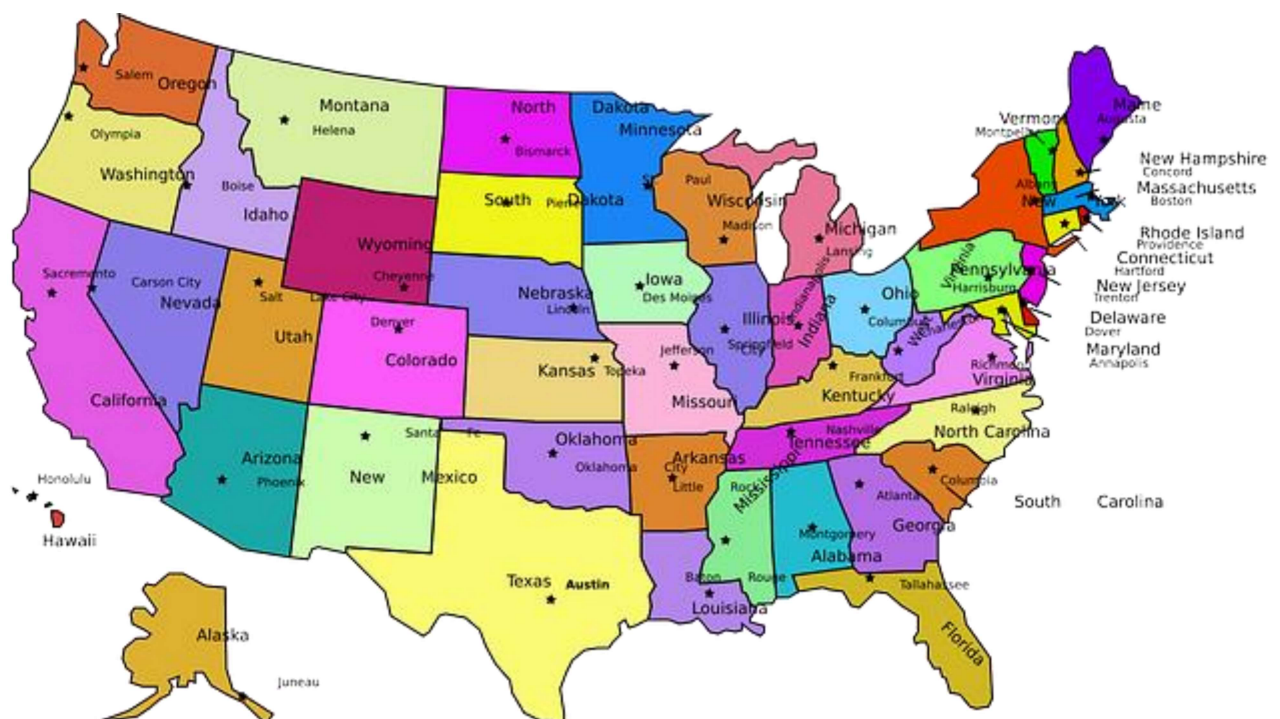 Salem Oregon
Olympia
Washington
Montana
Helena
Boise
Idaho
North Dakota
Bismarck
Minnesota
St Paul
South Dakota
Pierre
Wyoming
Cheyenne
Wisconsin
Madison
Michigan
Lansing
Vermont
Montpelier
Maine
Augusta
New Hampshire
Concord
Massachusetts
Boston
Albany
New York
Rhode Island
Providence
Connecticut
Hartford
New Jersey
Trenton
Delaware
Dover
Maryland
Annapolis
Pennsylvania
Harrisburg
Sacremento
California
Carson City
Nevada
Salt Lake City
Utah
Denver
Colorado
Nebraska
Lincoln
Iowa
Des Moines
Illinois
Springfield
Indianapolis
Indiana
Ohio
Columbus
West Virginia
Charleston
Richmond
Virginia
Kansas
Topeka
Jefferson City
Missouri
Frankfort
Kentucky
Nashville
Tennessee
Raleigh
North Carolina
Columbia
South Carolina
Arizona
Phoenix
Santa Fe
New Mexico
Oklahoma
Oklahoma City
Arkansas
Little Rock
Mississippi
Montgomery
Alabama
Atlanta
Georgia
Honolulu
Hawaii
Texas Austin
Baton Rouge
Louisiana
Tallahassee
Florida
Alaska
Juneau